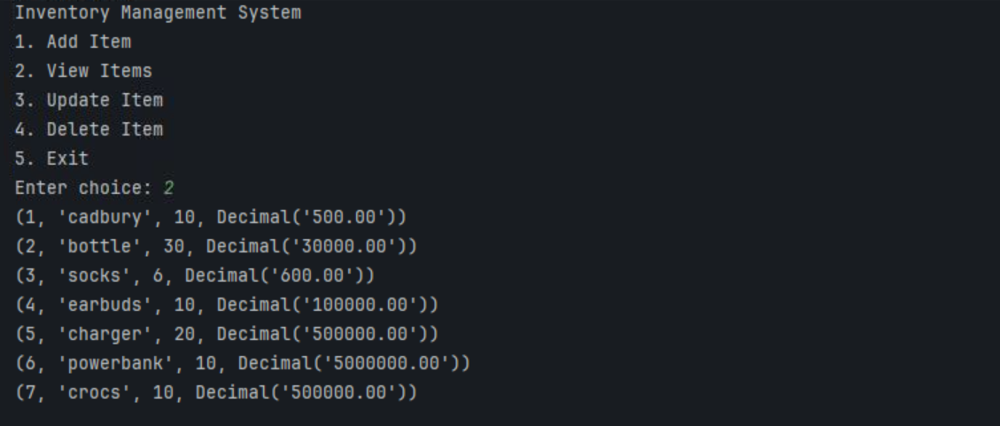 Inventory Management System
1. Add Item
2. View Items
3. Update Item
4. Delete Item
5. Exit
Enter choice: 2
(1, 'cadbury', 10, Decimal('500.00'))
(2, 'bottle', 30, Decimal('30000.00'))
(3, 'socks', 6, Decimal('600.00'))
(4, 'earbuds', 10, Decimal('100000.00'))
(5, 'charger', 20, Decimal('500000.00'))
(6, 'powerbank', 10, Decimal('5000000.00'))
(7, 'crocs', 10, Decimal('500000.00'))